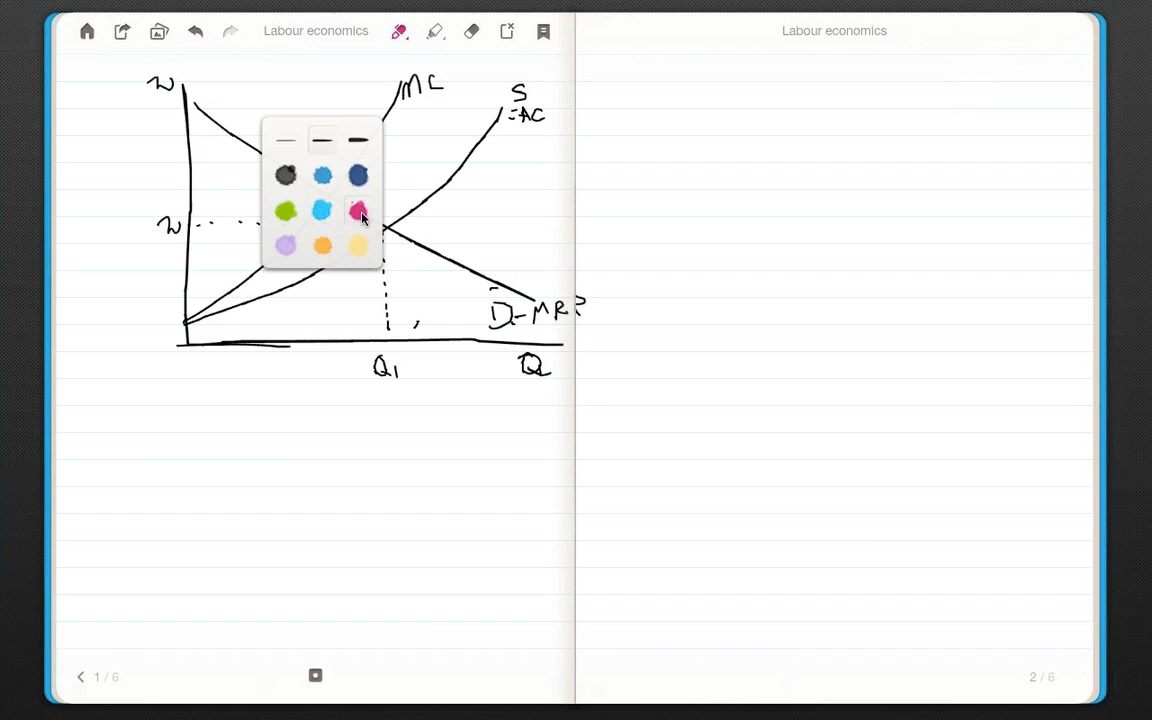 Labour economics
Labour economics
W
MC
S
=AC
W
D=MRP
Q1
Q
1 / 6
2 / 6